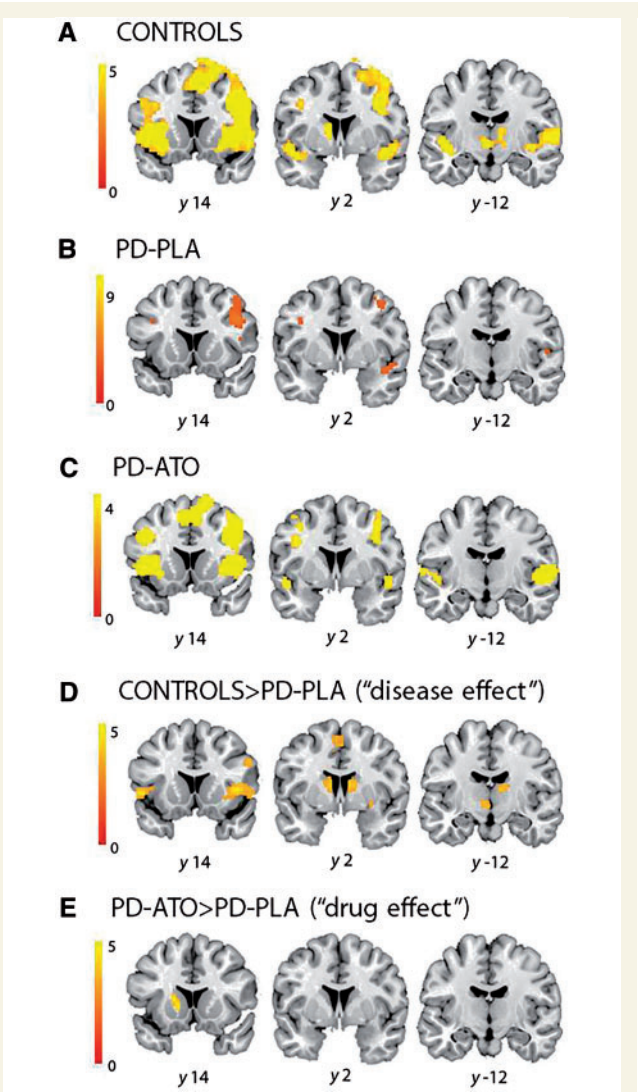 A CONTROLS
5
0
y 14 y 2 y -12
B PD-PLA
9
0
y 14 y 2 y -12
C PD-ATO
4
0
y 14 y 2 y -12
D CONTROLS>PD-PLA ("disease effect")
5
0
y 14 y 2 y -12
E PD-ATO>PD-PLA ("drug effect")
5
0
y 14 y 2 y -12